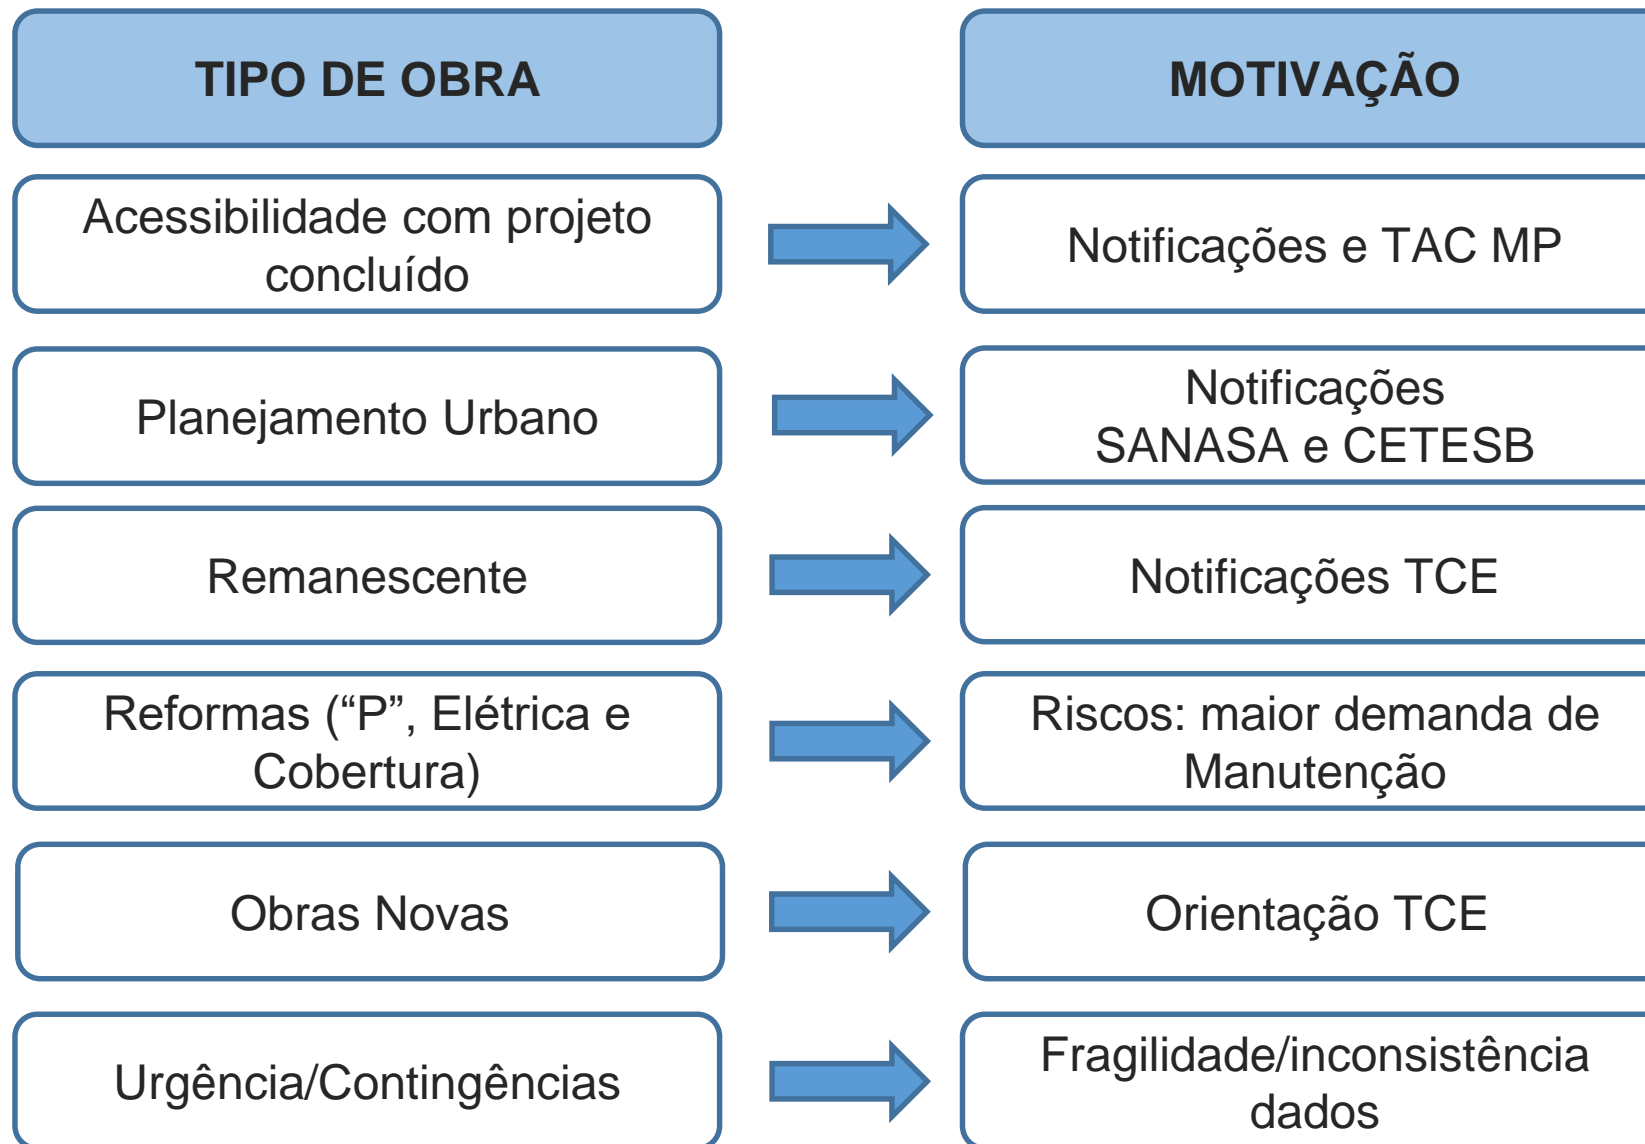 TIPO DE OBRA
MOTIVAÇÃO
Acessibilidade com projeto
concluído
Notificações e TAC MP
Planejamento Urbano
Notificações
SANASA e CETESB
Remanescente
Notificações TCE
Reformas (“P”, Elétrica e
Cobertura)
Riscos: maior demanda de
Manutenção
Obras Novas
Orientação TCE
Urgência/Contingências
Fragilidade/inconsistência
dados